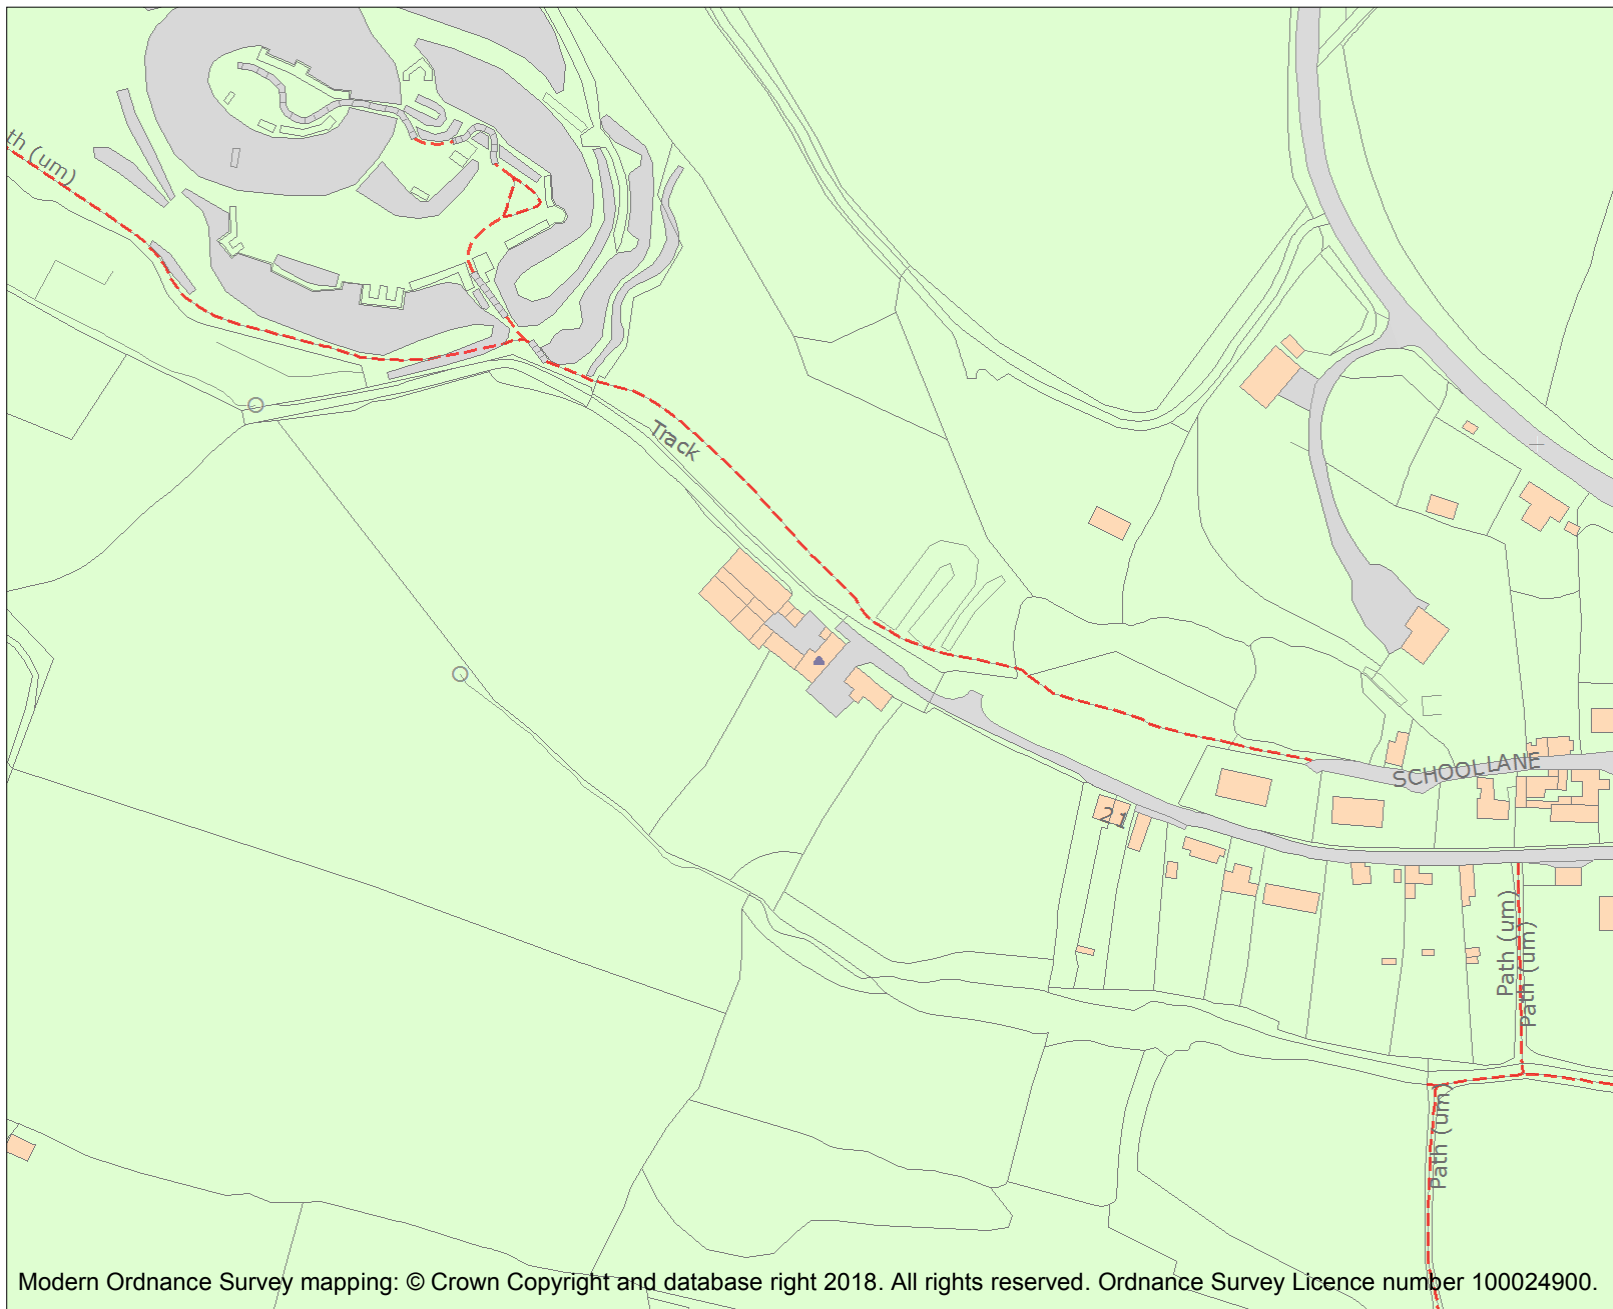 th (um)
Track
SCHOOL LANE
21
Path (um)
Path (um)
Path (um)
Modern Ordnance Survey mapping: © Crown Copyright and database right 2018. All rights reserved. Ordnance Survey Licence number 100024900.